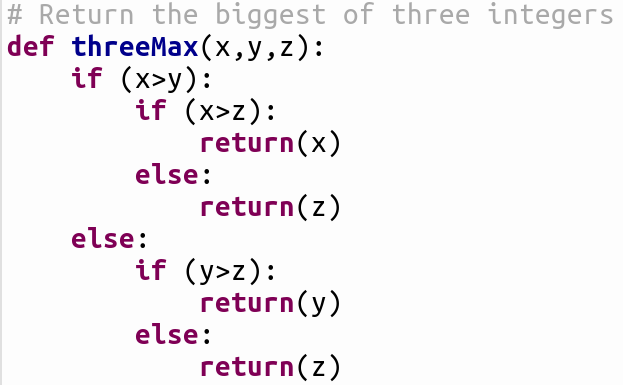 # Return the biggest of three integers
def threeMax(x,y,z):
    if (x>y):
        if (x>z):
            return(x)
        else:
            return(z)
    else:
        if (y>z):
            return(y)
        else:
            return(z)